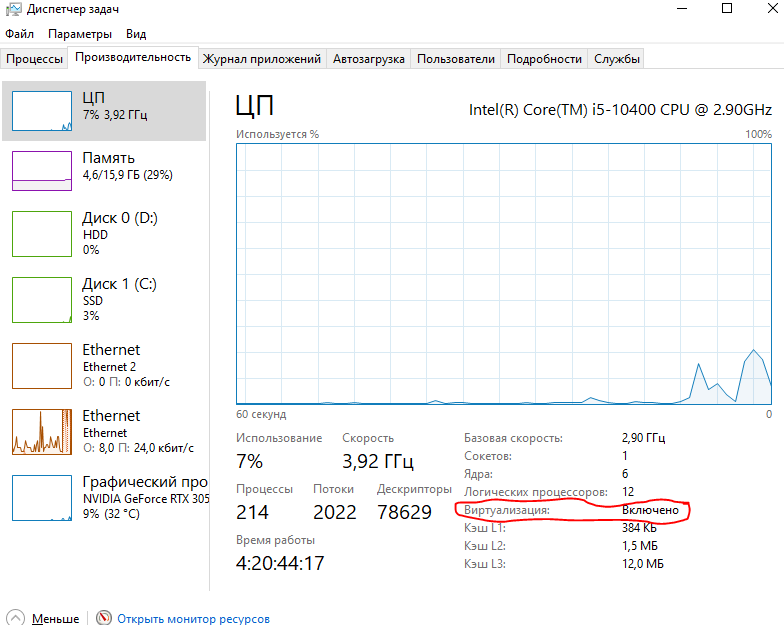 Диспетчер задач
Файл Параметры Вид
Процессы Производительность Журнал приложений Автозагрузка Пользователи Подробности Службы
ЦП
7% 3,92 ГГц
Память
4,6/15,9 ГБ (29%)
Диск 0 (D:)
HDD
0%
Диск 1 (C:)
SSD
3%
Ethernet
Ethernet 2
О: 0 П: 0 кбит/с
Ethernet
Ethernet
О: 8,0 П: 24,0 кбит/с
Графический про
NVIDIA GeForce RTX 305
9% (32 °C)
ЦП Intel(R) Core(TM) i5-10400 CPU @ 2.90GHz
Используется % 100%
60 секунд 0
Использование Скорость
7% 3,92 ГГц
Процессы Потоки Дескрипторы
214 2022 78629
Время работы
4:20:44:17
Базовая скорость: 2,90 ГГц
Сокетов: 1
Ядра: 6
Логических процессоров: 12
Виртуализация: Включено
Кэш L1: 384 КБ
Кэш L2: 1,5 МБ
Кэш L3: 12,0 МБ
Меньше Открыть монитор ресурсов